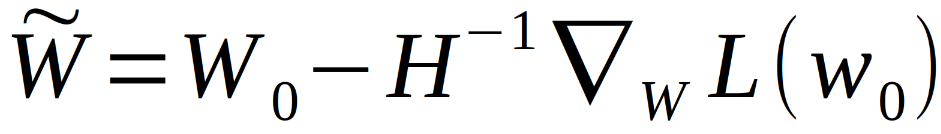 W̃ = W₀ − H⁻¹ ∇_W L(w₀)